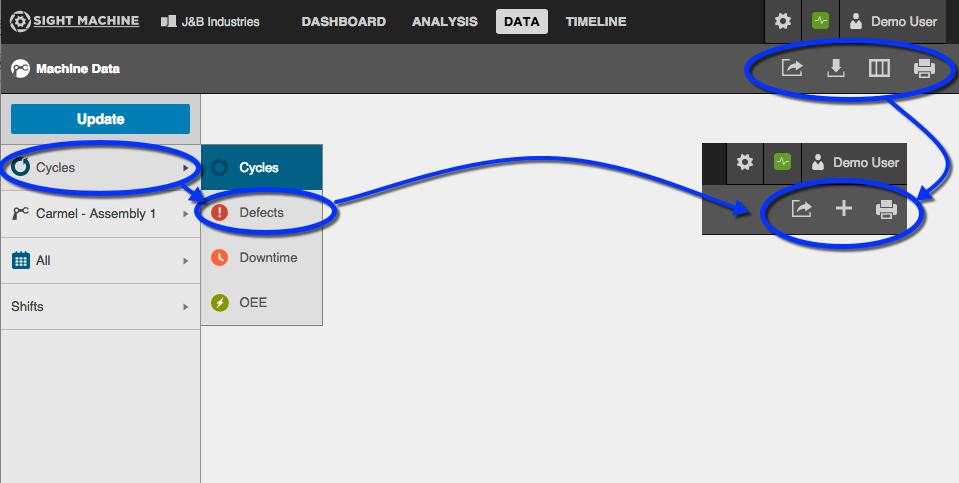 SIGHT MACHINE J&B Industries DASHBOARD ANALYSIS DATA TIMELINE Demo User
Machine Data
Update
Cycles Cycles
Demo User
Carmel - Assembly 1 Defects
All Downtime
Shifts OEE